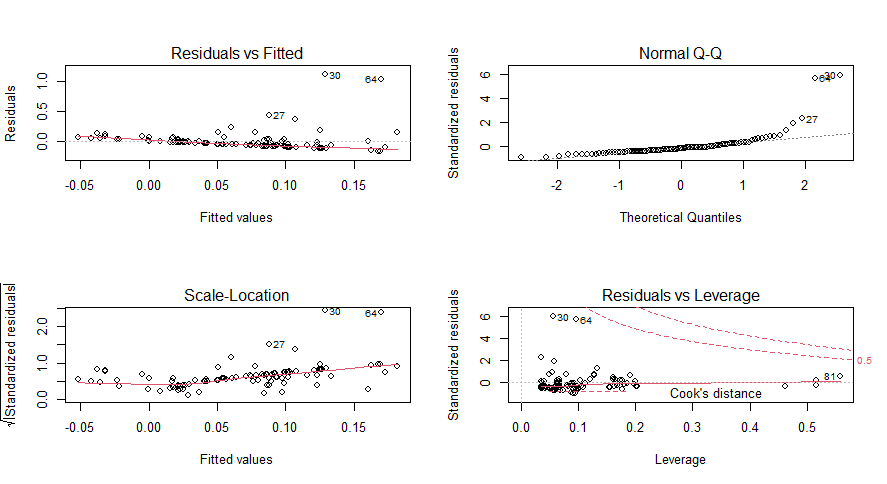 Residuals vs Fitted
Residuals
0.0 0.5 1.0
30
64
27
-0.05 0.00 0.05 0.10 0.15
Fitted values
Normal Q-Q
Standardized residuals
0 2 4 6
64
30
27
-2 -1 0 1 2
Theoretical Quantiles
Scale-Location
√|Standardized residuals|
0.0 1.0 2.0
30
64
27
-0.05 0.00 0.05 0.10 0.15
Fitted values
Residuals vs Leverage
Standardized residuals
0 2 4 6
30
64
81
0.5
Cook's distance
0.0 0.1 0.2 0.3 0.4 0.5
Leverage